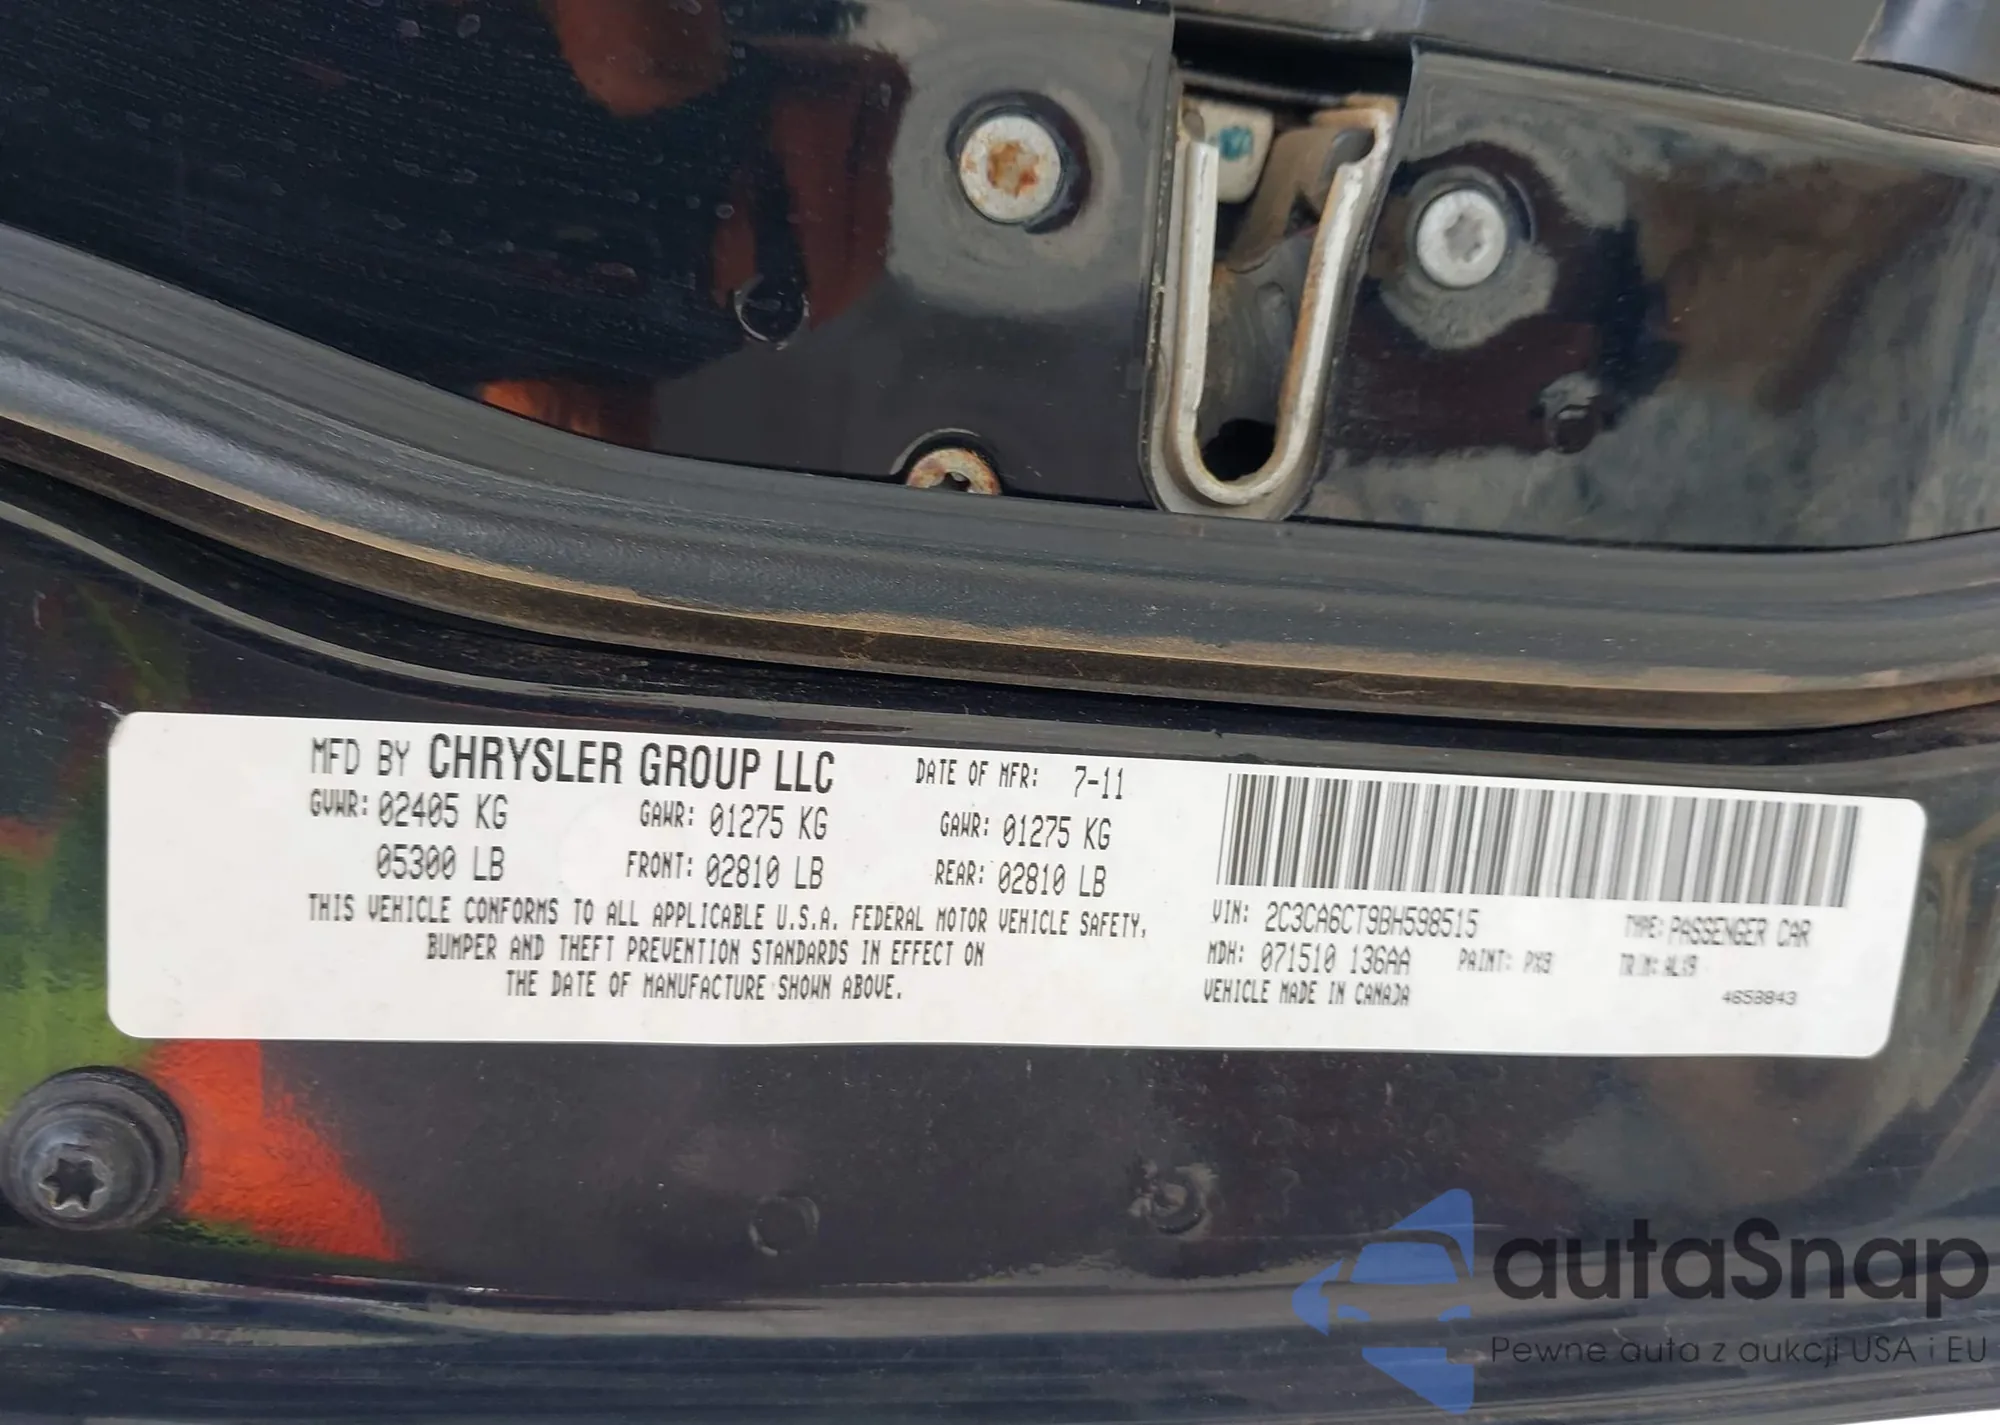 MFD BY CHRYSLER GROUP LLC DATE OF MFR: 7-11
GVWR: 02405 KG GAWR: 01275 KG GAWR: 01275 KG
05300 LB FRONT: 02810 LB REAR: 02810 LB
THIS VEHICLE CONFORMS TO ALL APPLICABLE U.S.A. FEDERAL MOTOR VEHICLE SAFETY,
BUMPER AND THEFT PREVENTION STANDARDS IN EFFECT ON
THE DATE OF MANUFACTURE SHOWN ABOVE.
VIN: 2C3CA6CT9BH598515 TYPE: PASSENGER CAR
MDH: 071510 136AA PAINT: PX8 TRIM:
VEHICLE MADE IN CANADA 4658843
autaSnap
Pewne auta z aukcji USA i EU